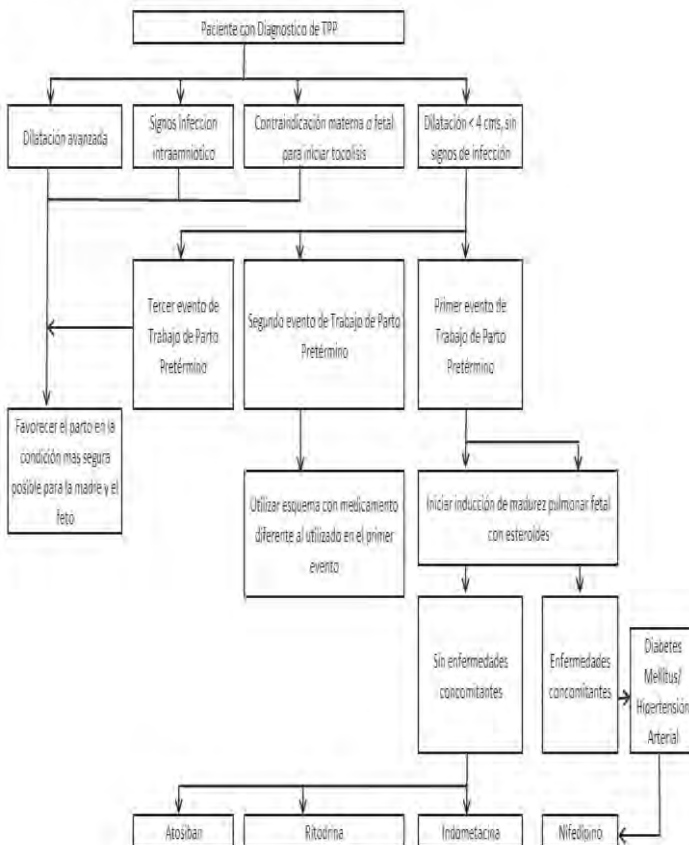 Paciente con Diagnostico de TPP
Dilatación avanzada
Signos Infeccion
intraamniótico
Contraindicación materna o fetal
para iniciar tocolisis
Dilatación < 4 cms, sin
signos de infección
Tercer evento de
Trabajo de Parto
Pretérmino
Segundo evento de Trabajo de Parto
Pretérmino
Primer evento de
Trabajo de Parto
Pretérmino
Favorecer el parto en la
condición mas segura
posible para la madre y el
feto
Utilizar esquema con medicamento
diferente al utilizado en el primer
evento
Iniciar inducción de madurez pulmonar fetal
con esteroides
Sin enfermedades
concomitantes
Enfermedades
concomitantes
Diabetes
Mellitus/
Hipertensión
Arterial
Atosiban
Ritodrina
Indometacina
Nifedipino